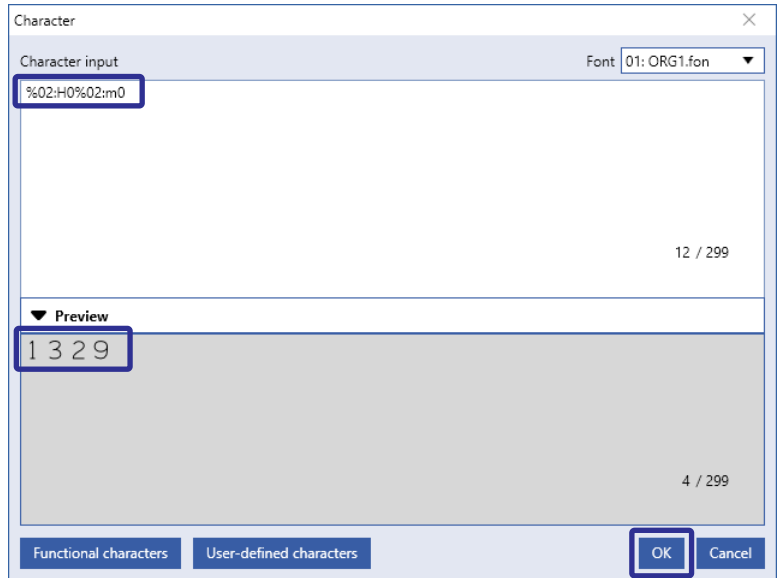 Character
Character input
Font 01: ORG1.fon
%02:H0%02:m0
12 / 299
Preview
1329
4 / 299
Functional characters User-defined characters OK Cancel